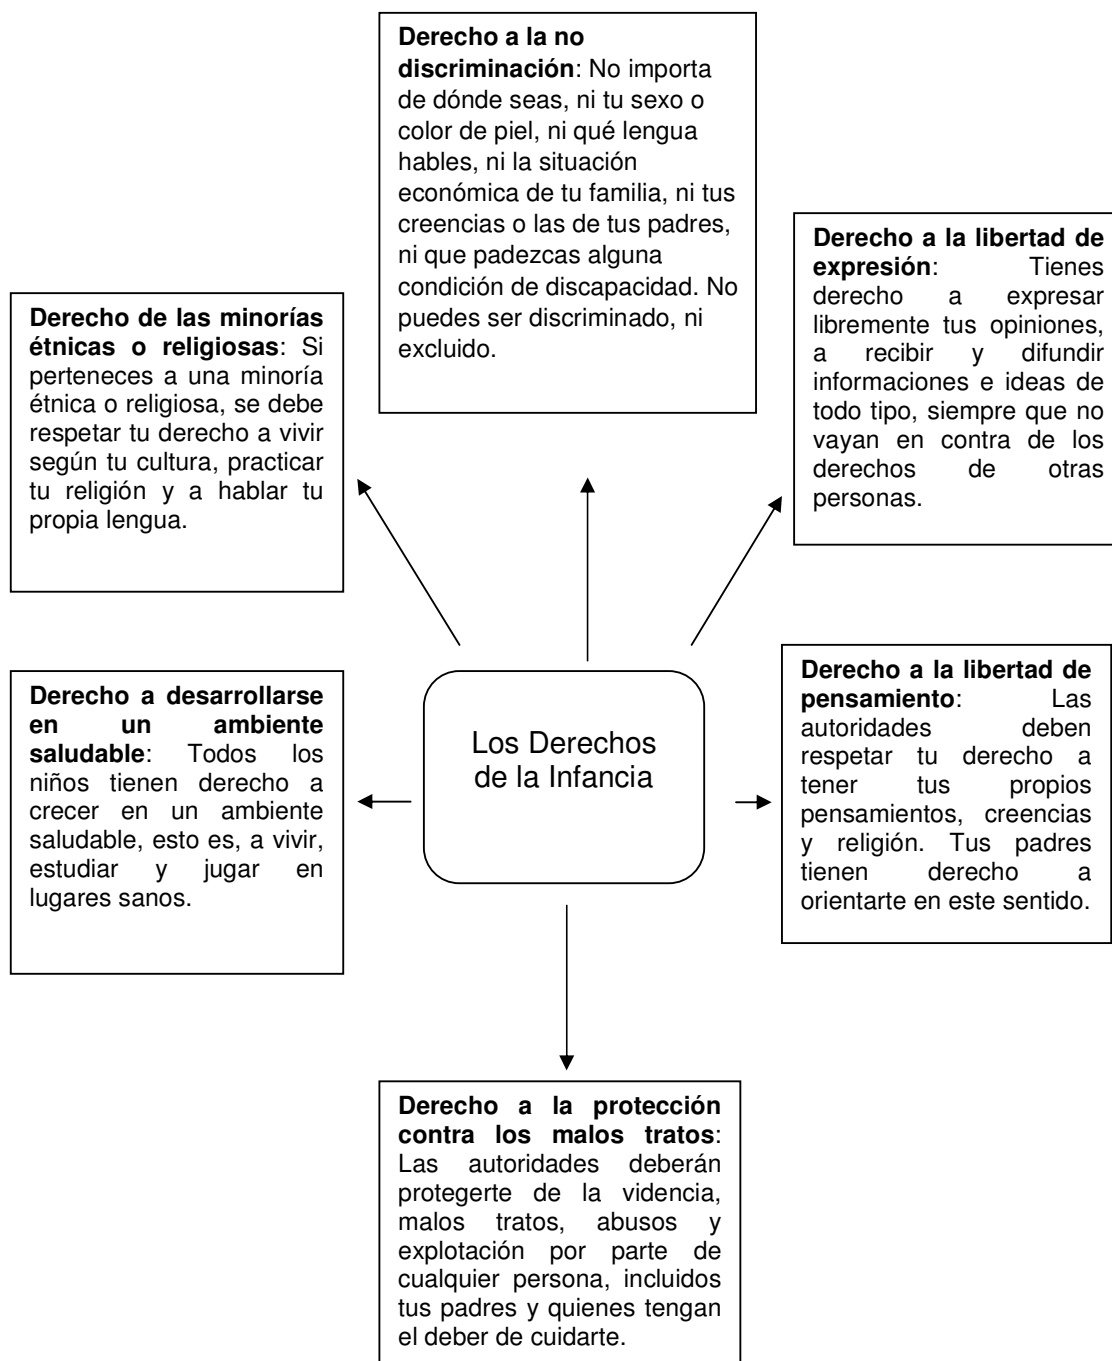 Derecho a la no
discriminación: No importa
de dónde seas, ni tu sexo o
color de piel, ni qué lengua
hables, ni la situación
económica de tu familia, ni tus
creencias o las de tus padres,
ni que padezcas alguna
condición de discapacidad. No
puedes ser discriminado, ni
excluido.
Derecho a la libertad de
expresión: Tienes
derecho a expresar
libremente tus opiniones,
a recibir y difundir
informaciones e ideas de
todo tipo, siempre que no
vayan en contra de los
derechos de otras
personas.
Derecho de las minorías
étnicas o religiosas: Si
perteneces a una minoría
étnica o religiosa, se debe
respetar tu derecho a vivir
según tu cultura, practicar
tu religión y a hablar tu
propia lengua.
Derecho a desarrollarse
en un ambiente
saludable: Todos los
niños tienen derecho a
crecer en un ambiente
saludable, esto es, a vivir,
estudiar y jugar en
lugares sanos.
Los Derechos
de la Infancia
Derecho a la libertad de
pensamiento: Las
autoridades deben
respetar tu derecho a
tener tus propios
pensamientos, creencias
y religión. Tus padres
tienen derecho a
orientarte en este sentido.
Derecho a la protección
contra los malos tratos:
Las autoridades deberán
protegerte de la videncia,
malos tratos, abusos y
explotación por parte de
cualquier persona, incluidos
tus padres y quienes tengan
el deber de cuidarte.